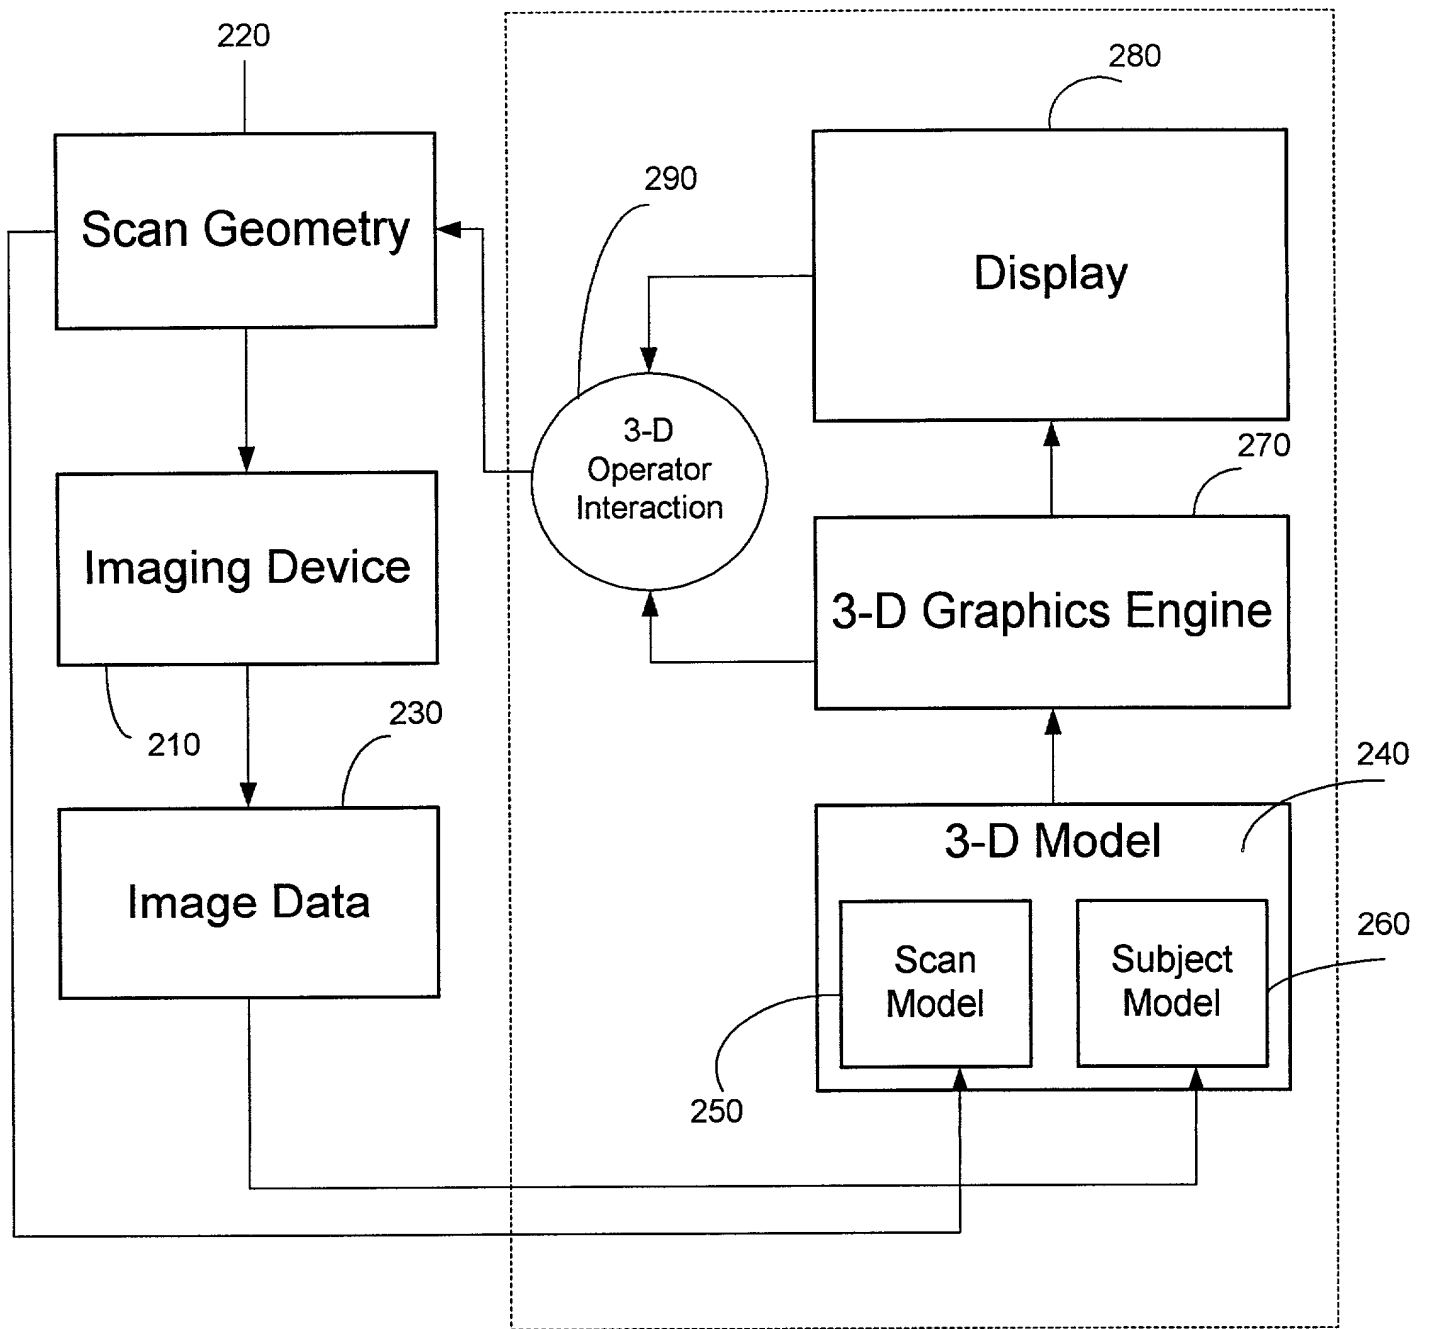 220
Scan Geometry
Imaging Device
210
230
Image Data
280
Display
290
3-D
Operator
Interaction
270
3-D Graphics Engine
240
3-D Model
Scan
Model
250
Subject
Model
260